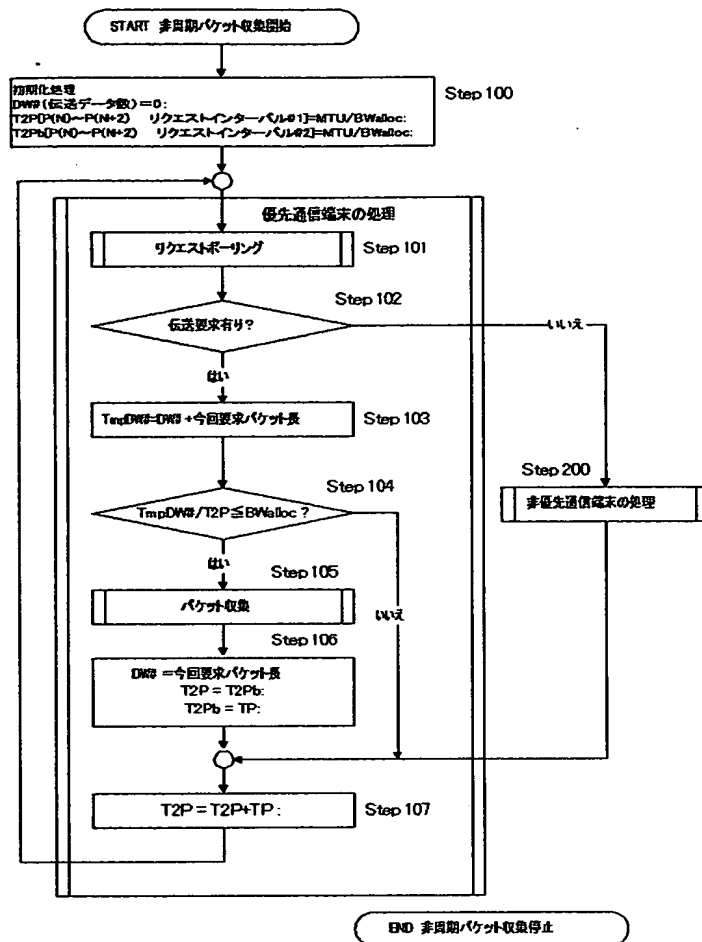 START 非周期パケット収集開始
初期化処理
DW#(伝送データ数)=0:
T2P[P(N)~P(N+2) リクエストインターバル#1]=MTU/BWalloc:
T2Pb[P(N)~P(N+2) リクエストインターバル#2]=MTU/BWalloc:
Step 100
優先通信端末の処理
リクエストポーリング
Step 101
Step 102
伝送要求有り?
いいえ
はい
TmpDW#=DW#+今回要求パケット長
Step 103
Step 200
非優先通信端末の処理
Step 104
TmpDW#/T2P≦BWalloc?
はい
Step 105
パケット収集
いいえ
Step 106
DW# =今回要求パケット長
T2P = T2Pb:
T2Pb = TP:
T2P = T2P+TP:
Step 107
END 非周期パケット収集停止